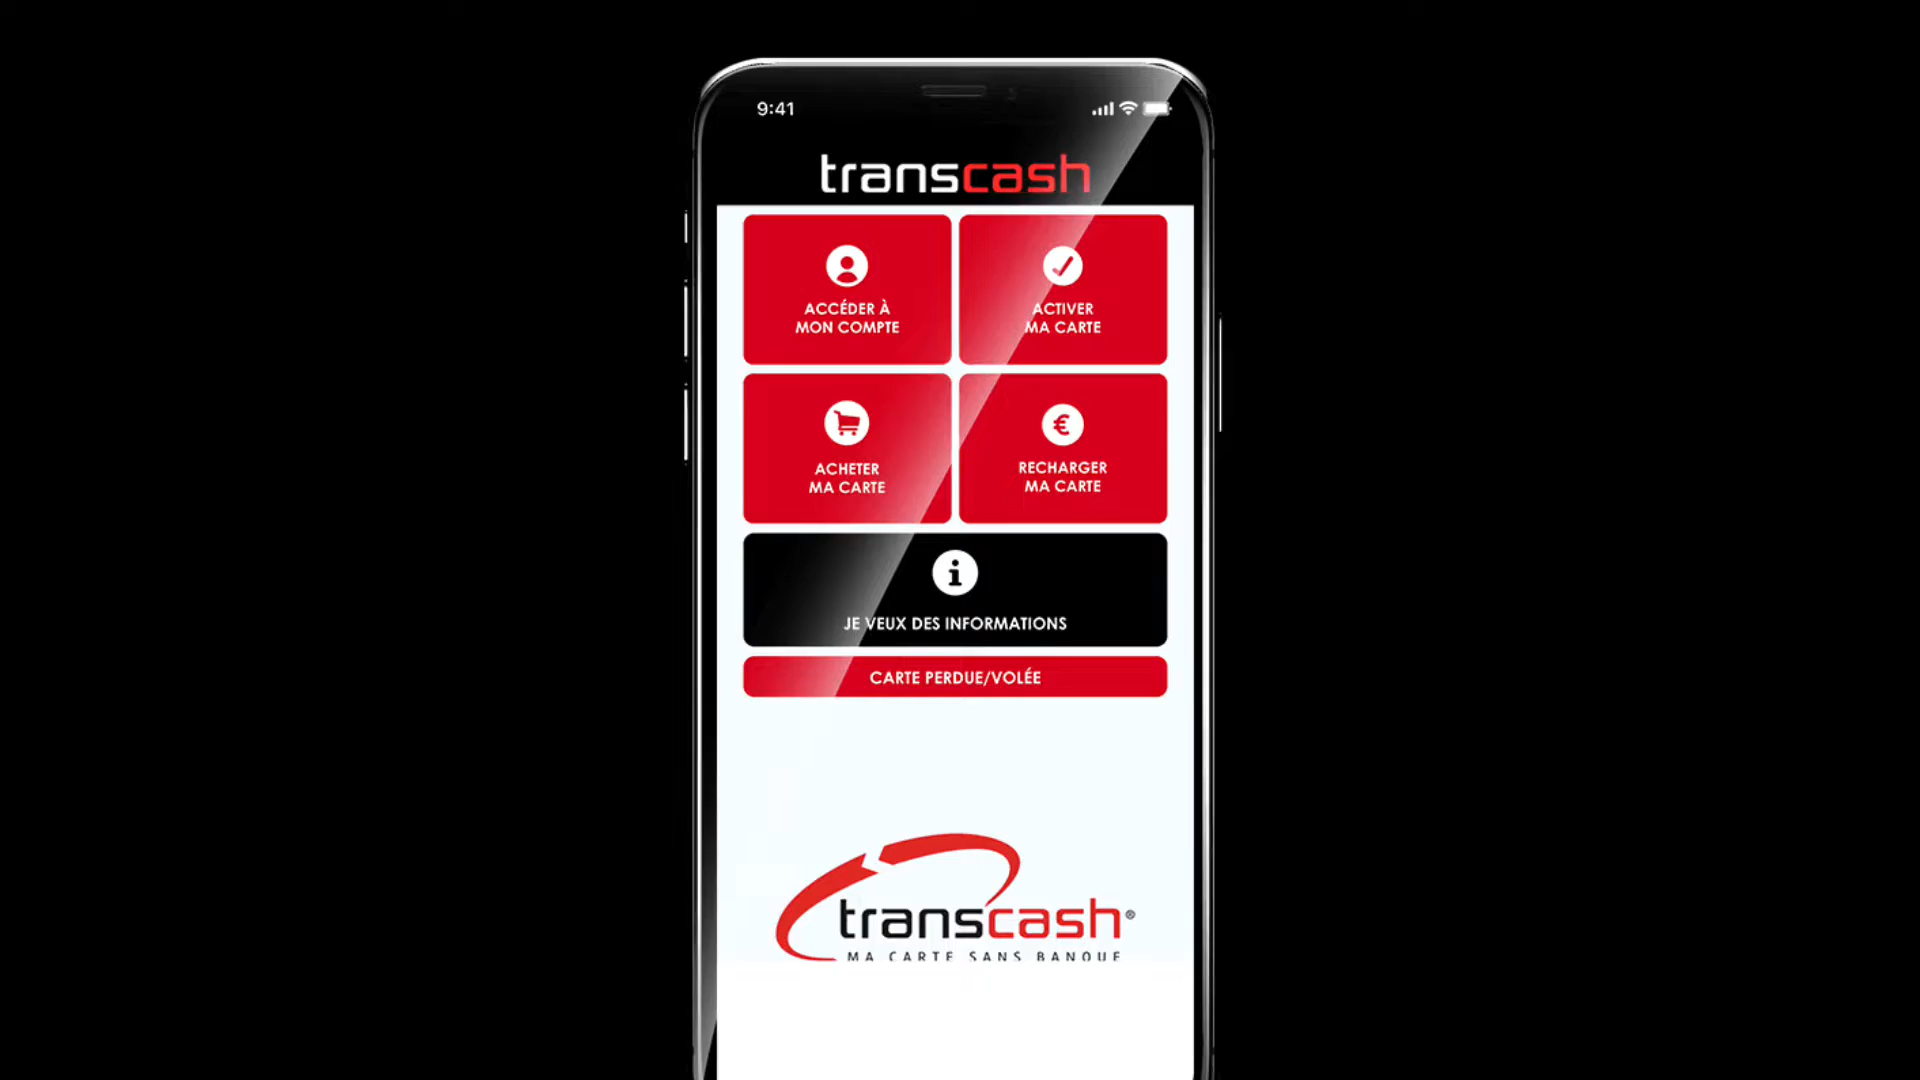 9:41
transcash
ACCÉDER À
MON COMPTE
ACTIVER
MA CARTE
ACHETER
MA CARTE
RECHARGER
MA CARTE
JE VEUX DES INFORMATIONS
CARTE PERDUE/VOLÉE
transcash®
MA CARTE SANS BANQUE